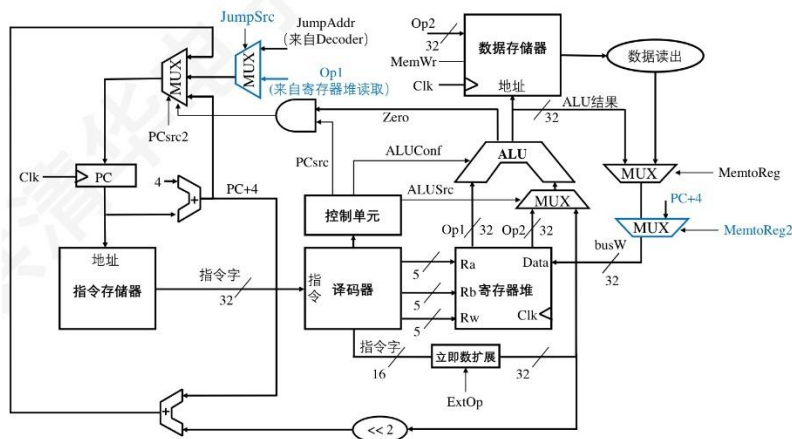 JumpSrc
JumpAddr
(来自Decoder)
Op1
(来自寄存器堆读取)
MUX
MUX
PCsrc2
Op2
32
MemWr
Clk
数据存储器
地址
数据读出
32
ALU结果
Zero
PCsrc
ALUConf
ALU
ALUSrc
MUX
MUX
MemtoReg
PC+4
MUX
MemtoReg2
busW
32
Clk
PC
4
+
PC+4
控制单元
Op1
32
Op2
32
地址
指令存储器
指令字
32
指令
译码器
5
5
5
Ra
Rb
Rw
Data
寄存器堆
Clk
指令字
16
立即数扩展
32
ExtOp
+
<< 2